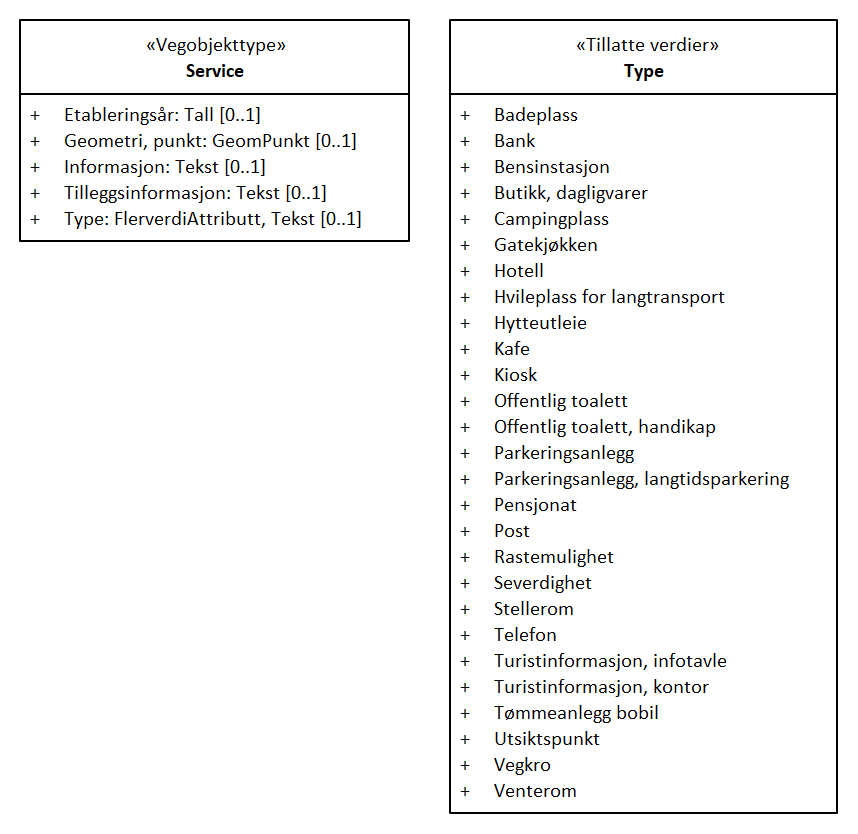 «Vegobjekttype»
Service
+ Etableringsår: Tall [0..1]
+ Geometri, punkt: GeomPunkt [0..1]
+ Informasjon: Tekst [0..1]
+ Tilleggsinformasjon: Tekst [0..1]
+ Type: FlerverdiAttributt, Tekst [0..1]
«Tillatte verdier»
Type
+ Badeplass
+ Bank
+ Bensinstasjon
+ Butikk, dagligvarer
+ Campingplass
+ Gatekjøkken
+ Hotell
+ Hvileplass for langtransport
+ Hytteutleie
+ Kafe
+ Kiosk
+ Offentlig toalett
+ Offentlig toalett, handikap
+ Parkeringsanlegg
+ Parkeringsanlegg, langtidsparkering
+ Pensjonat
+ Post
+ Rastemulighet
+ Severdighet
+ Stellerom
+ Telefon
+ Turistinformasjon, infotavle
+ Turistinformasjon, kontor
+ Tømmeanlegg bobil
+ Utsiktspunkt
+ Vegkro
+ Venterom